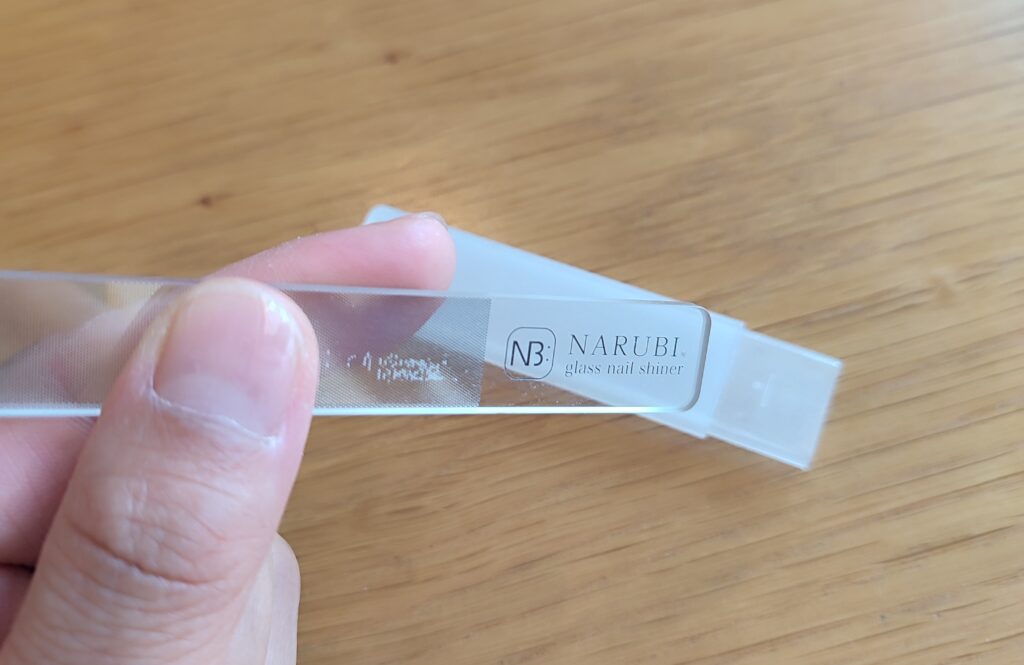 NB:
NARUBI
glass nail shiner